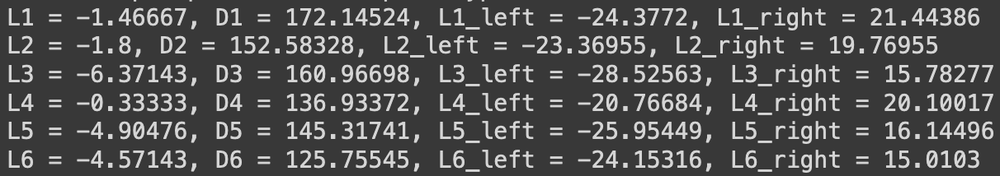 L1 = -1.46667, D1 = 172.14524, L1_left = -24.3772, L1_right = 21.44386
L2 = -1.8, D2 = 152.58328, L2_left = -23.36955, L2_right = 19.76955
L3 = -6.37143, D3 = 160.96698, L3_left = -28.52563, L3_right = 15.78277
L4 = -0.33333, D4 = 136.93372, L4_left = -20.76684, L4_right = 20.10017
L5 = -4.90476, D5 = 145.31741, L5_left = -25.95449, L5_right = 16.14496
L6 = -4.57143, D6 = 125.75545, L6_left = -24.15316, L6_right = 15.0103